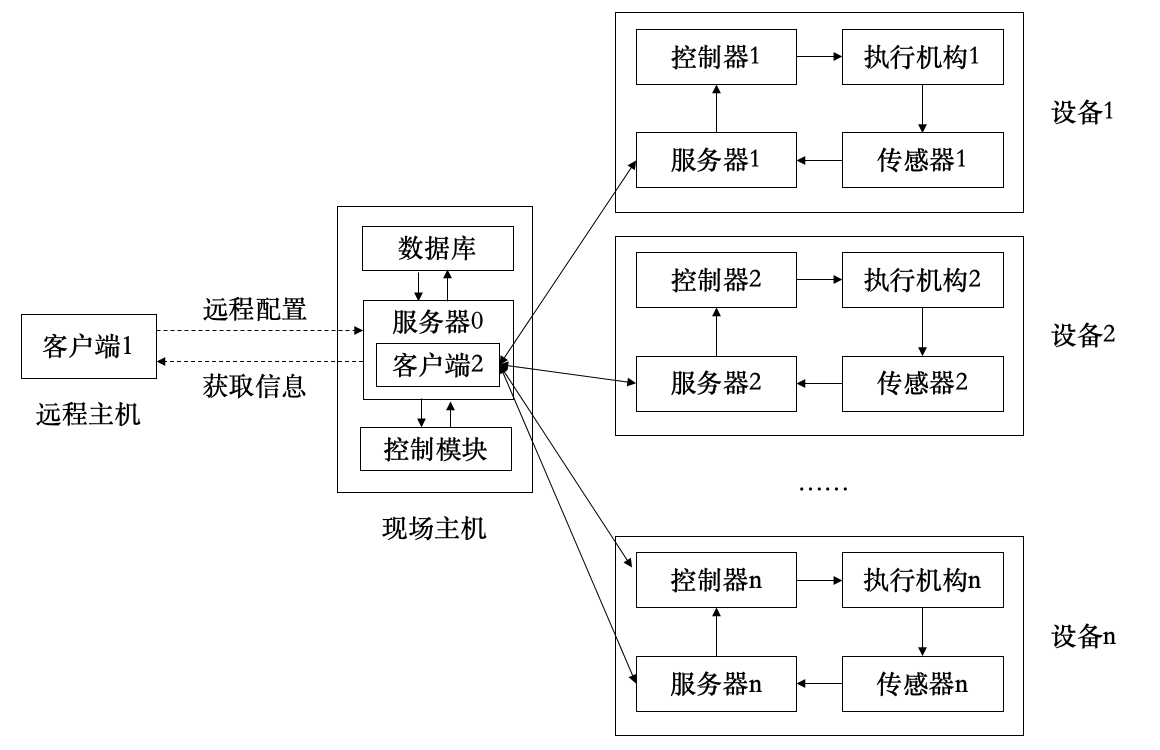 客户端1
远程主机
远程配置
获取信息
数据库
服务器0
客户端2
控制模块
现场主机
控制器1
执行机构1
服务器1
传感器1
设备1
控制器2
执行机构2
服务器2
传感器2
设备2
……
控制器n
执行机构n
服务器n
传感器n
设备n